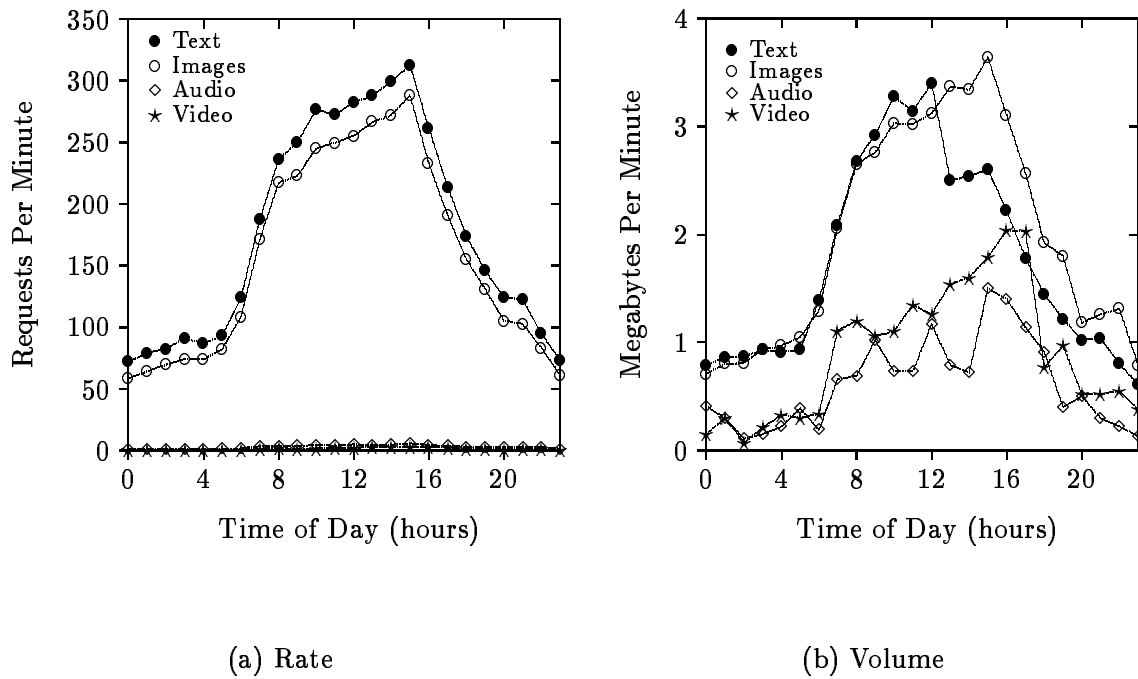 Requests Per Minute
350
300
250
200
150
100
50
0
Text
Images
Audio
Video
0 4 8 12 16 20
Time of Day (hours)
(a) Rate
Megabytes Per Minute
4
3
2
1
0
Text
Images
Audio
Video
0 4 8 12 16 20
Time of Day (hours)
(b) Volume